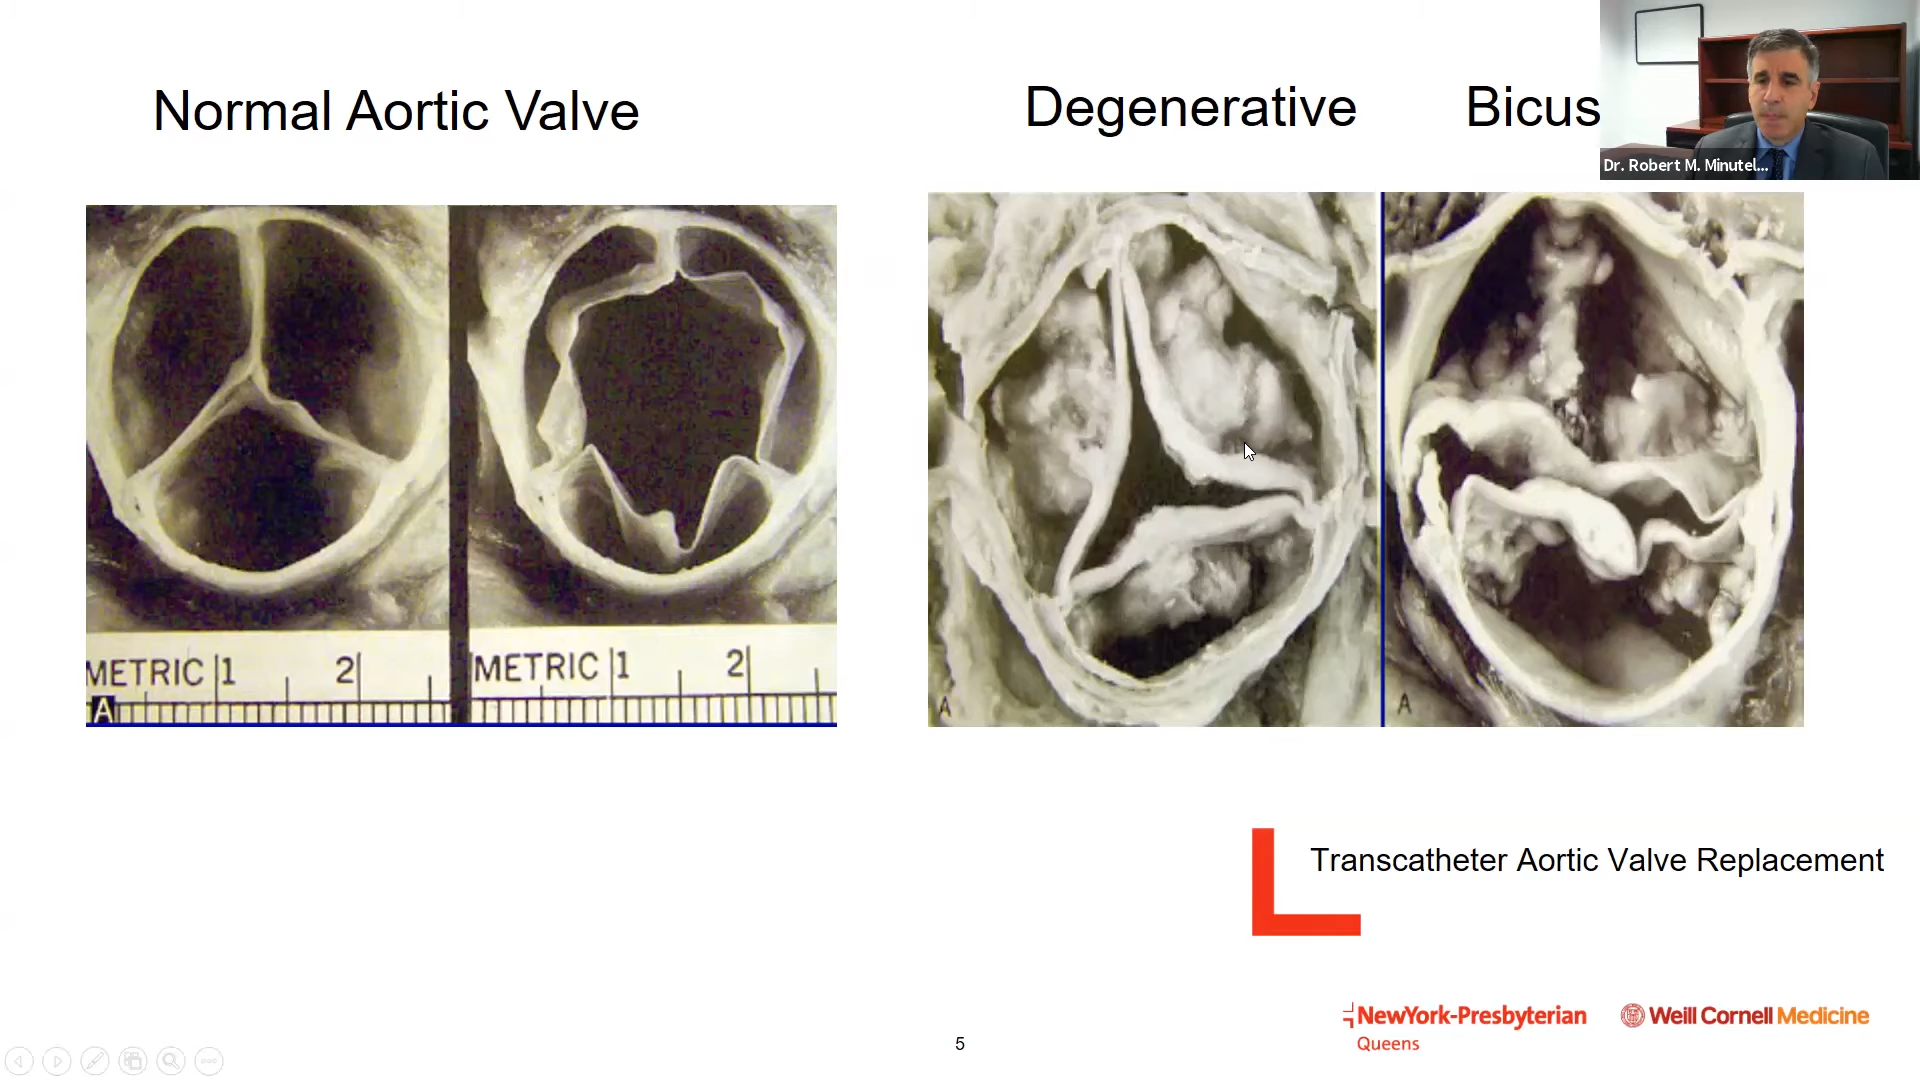 Normal Aortic Valve
Degenerative
Bicus
Dr. Robert M. Minutel...
METRIC 1 2
A
METRIC 1 2
A
A
Transcatheter Aortic Valve Replacement
NewYork-Presbyterian
Queens
Weill Cornell Medicine
5